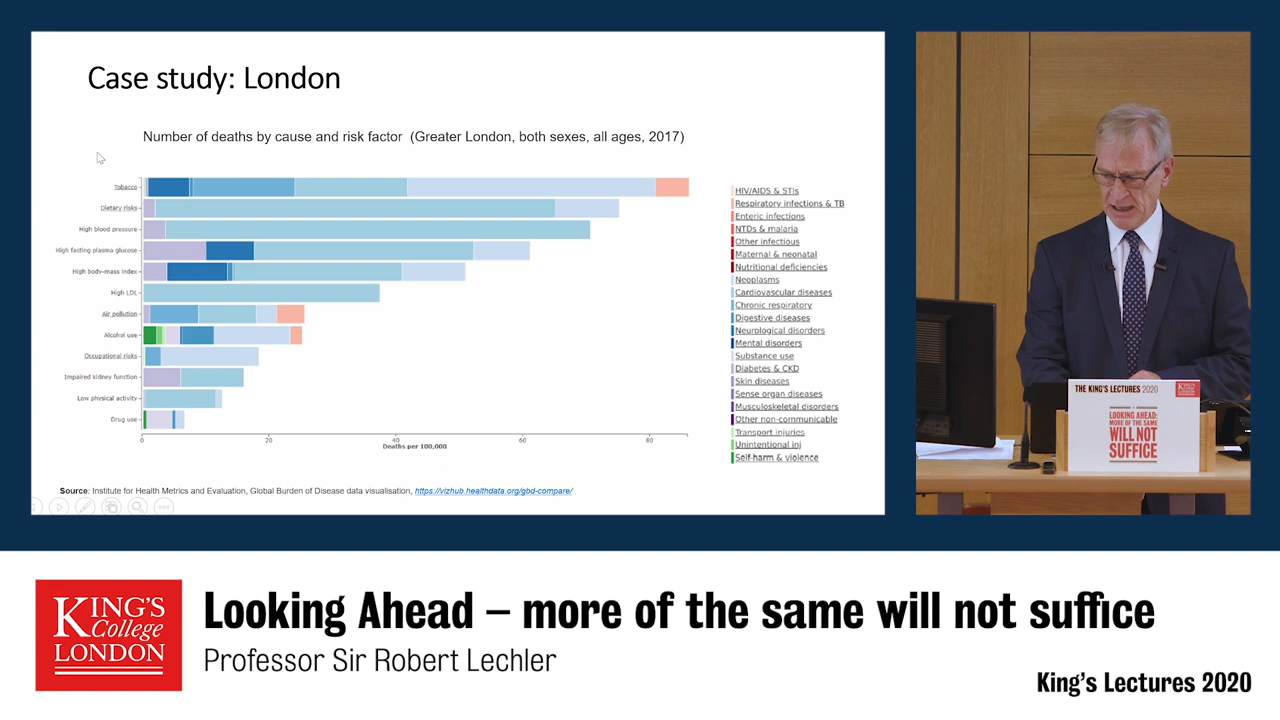 Case study: London
Number of deaths by cause and risk factor (Greater London, both sexes, all ages, 2017)
Tobacco
Dietary risks
High blood pressure
High fasting plasma glucose
High body-mass index
High LDL
Air pollution
Alcohol use
Occupational risks
Impaired kidney function
Low physical activity
Drug use
0
20
40
60
80
Deaths per 100,000
HIV/AIDS & STIs
Respiratory infections & TB
Enteric infections
NTDs & malaria
Other infectious
Maternal & neonatal
Nutritional deficiencies
Neoplasms
Cardiovascular diseases
Chronic respiratory
Digestive diseases
Neurological disorders
Mental disorders
Substance use
Diabetes & CKD
Skin diseases
Sense organ diseases
Musculoskeletal disorders
Other non-communicable
Transport injuries
Unintentional inj
Self-harm & violence
Source: Institute for Health Metrics and Evaluation, Global Burden of Disease data visualisation, https://vizhub.healthdata.org/gbd-compare/
THE KING'S LECTURES 2020
LOOKING AHEAD:
MORE OF THE SAME
WILL NOT
SUFFICE
KING'S
College
LONDON
Looking Ahead – more of the same will not suffice
Professor Sir Robert Lechler
King's Lectures 2020